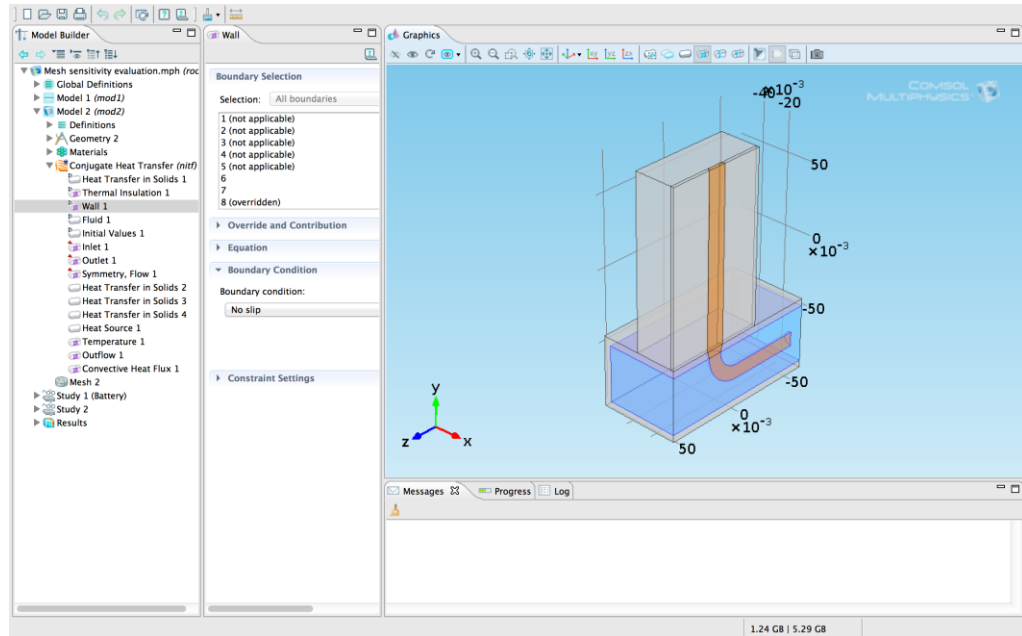 Model Builder
Mesh sensitivity evaluation.mph (roo
Global Definitions
Model 1 (mod1)
Model 2 (mod2)
Definitions
Geometry 2
Materials
Conjugate Heat Transfer (nitf)
Heat Transfer in Solids 1
Thermal Insulation 1
Wall 1
Fluid 1
Initial Values 1
Inlet 1
Outlet 1
Symmetry, Flow 1
Heat Transfer in Solids 2
Heat Transfer in Solids 3
Heat Transfer in Solids 4
Heat Source 1
Temperature 1
Outflow 1
Convective Heat Flux 1
Mesh 2
Study 1 (Battery)
Study 2
Results
Wall
Boundary Selection
Selection: All boundaries
1 (not applicable)
2 (not applicable)
3 (not applicable)
4 (not applicable)
5 (not applicable)
6
7
8 (overridden)
Override and Contribution
Equation
Boundary Condition
Boundary condition:
No slip
Constraint Settings
Graphics
COMSOL
MULTIPHYSICS
-20
50
0
×10⁻³
-50
-50
0
×10⁻³
50
y
z
x
Messages
Progress
Log
1.24 GB | 5.29 GB